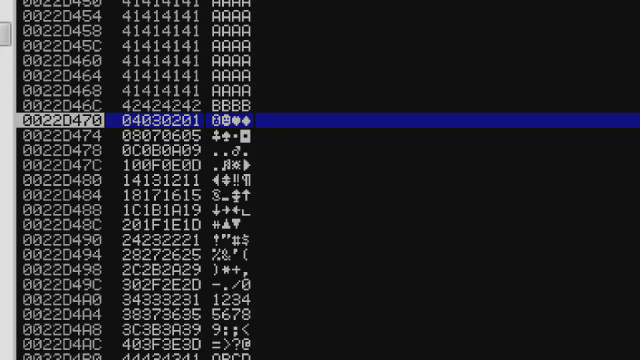 0022D450 41414141 AAAA
0022D454 41414141 AAAA
0022D458 41414141 AAAA
0022D45C 41414141 AAAA
0022D460 41414141 AAAA
0022D464 41414141 AAAA
0022D468 41414141 AAAA
0022D46C 42424242 BBBB
0022D470 04030201 ☺☻♥♦
0022D474 08070605 ♣♠•◘
0022D478 0C0B0A09 ..♂.
0022D47C 100F0E0D .♫☼►
0022D480 14131211 ◄↕‼¶
0022D484 18171615 §_↕↑
0022D488 1C1B1A19 ↓→←∟
0022D48C 201F1E1D ↔▲▼
0022D490 24232221 !"#$
0022D494 28272625 %&'(
0022D498 2C2B2A29 )*+,
0022D49C 302F2E2D -./0
0022D4A0 34333231 1234
0022D4A4 38373635 5678
0022D4A8 3C3B3A39 9:;<
0022D4AC 403F3E3D =>?@
0022D4B0 44434241 ABCD